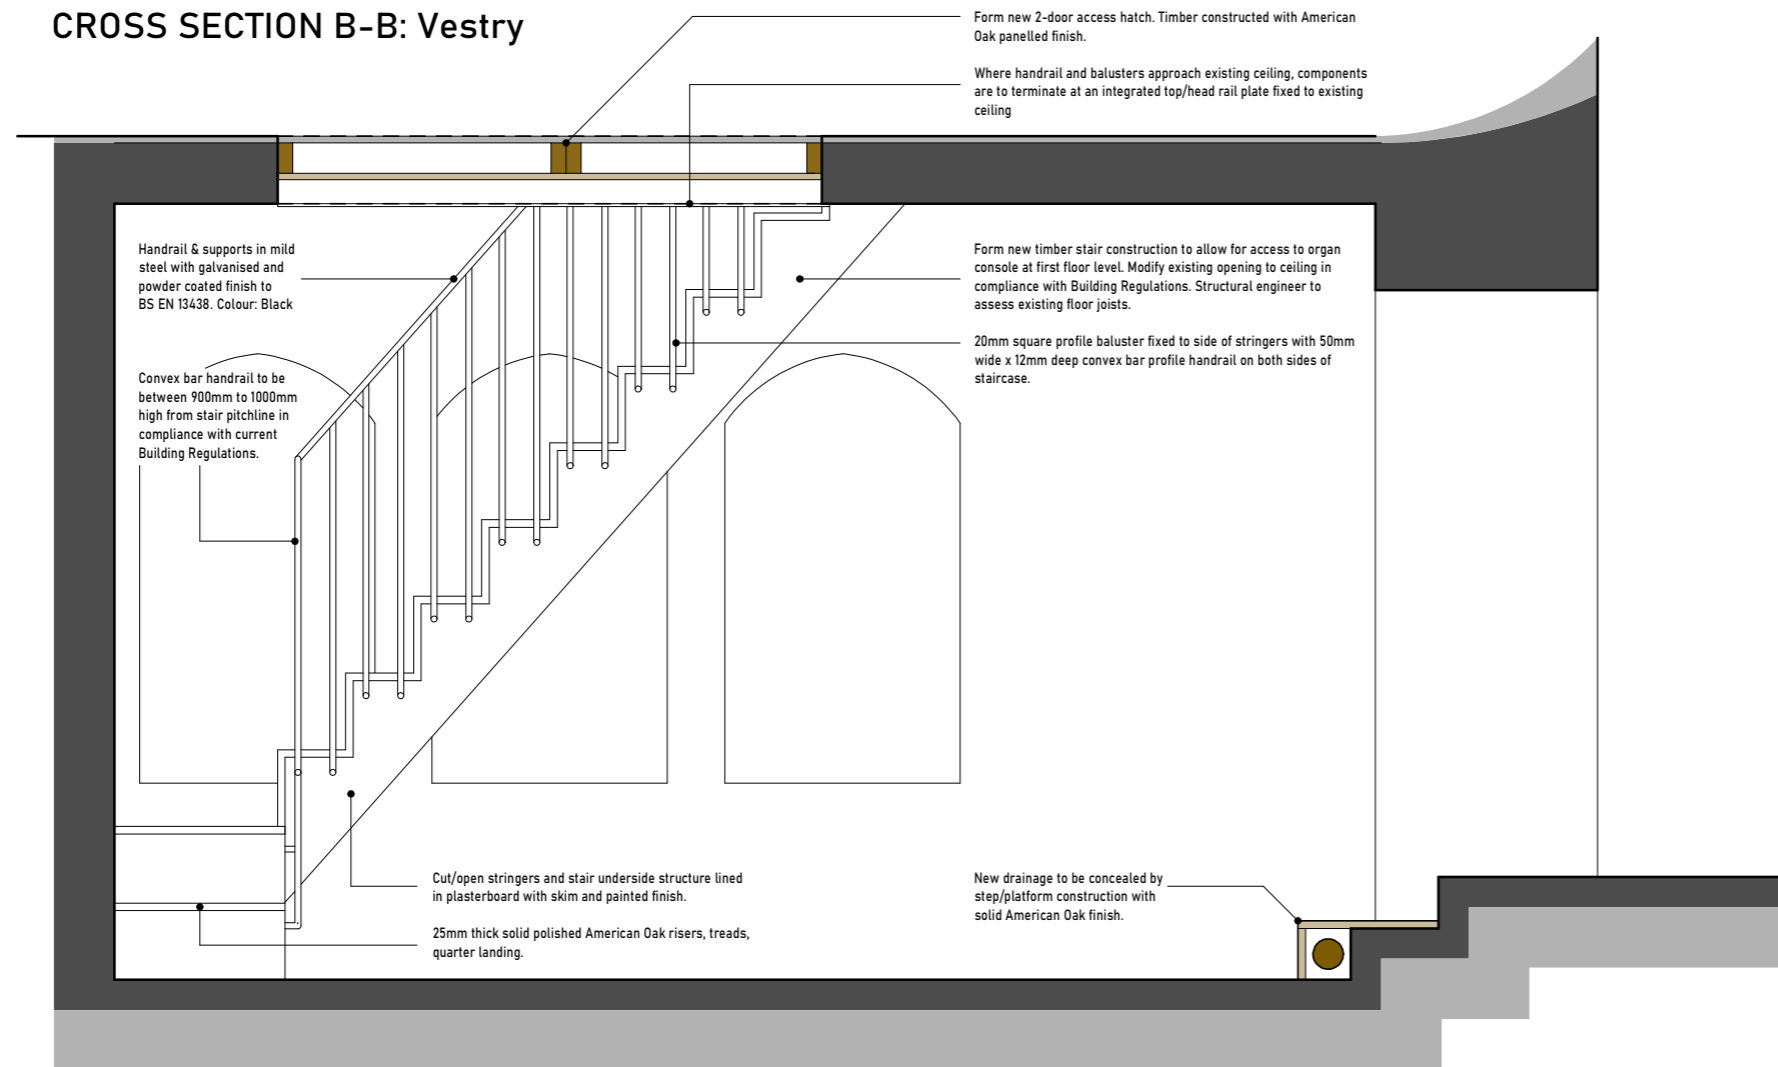 CROSS SECTION B-B: Vestry
Form new 2-door access hatch. Timber constructed with American
Oak panelled finish.
Where handrail and balusters approach existing ceiling, components
are to terminate at an integrated top/head rail plate fixed to existing
ceiling
Handrail & supports in mild
steel with galvanised and
powder coated finish to
BS EN 13438. Colour: Black
Form new timber stair construction to allow for access to organ
console at first floor level. Modify existing opening to ceiling in
compliance with Building Regulations. Structural engineer to
assess existing floor joists.
20mm square profile baluster fixed to side of stringers with 50mm
wide x 12mm deep convex bar profile handrail on both sides of
staircase.
Convex bar handrail to be
between 900mm to 1000mm
high from stair pitchline in
compliance with current
Building Regulations.
Cut/open stringers and stair underside structure lined
in plasterboard with skim and painted finish.
25mm thick solid polished American Oak risers, treads,
quarter landing.
New drainage to be concealed by
step/platform construction with
solid American Oak finish.